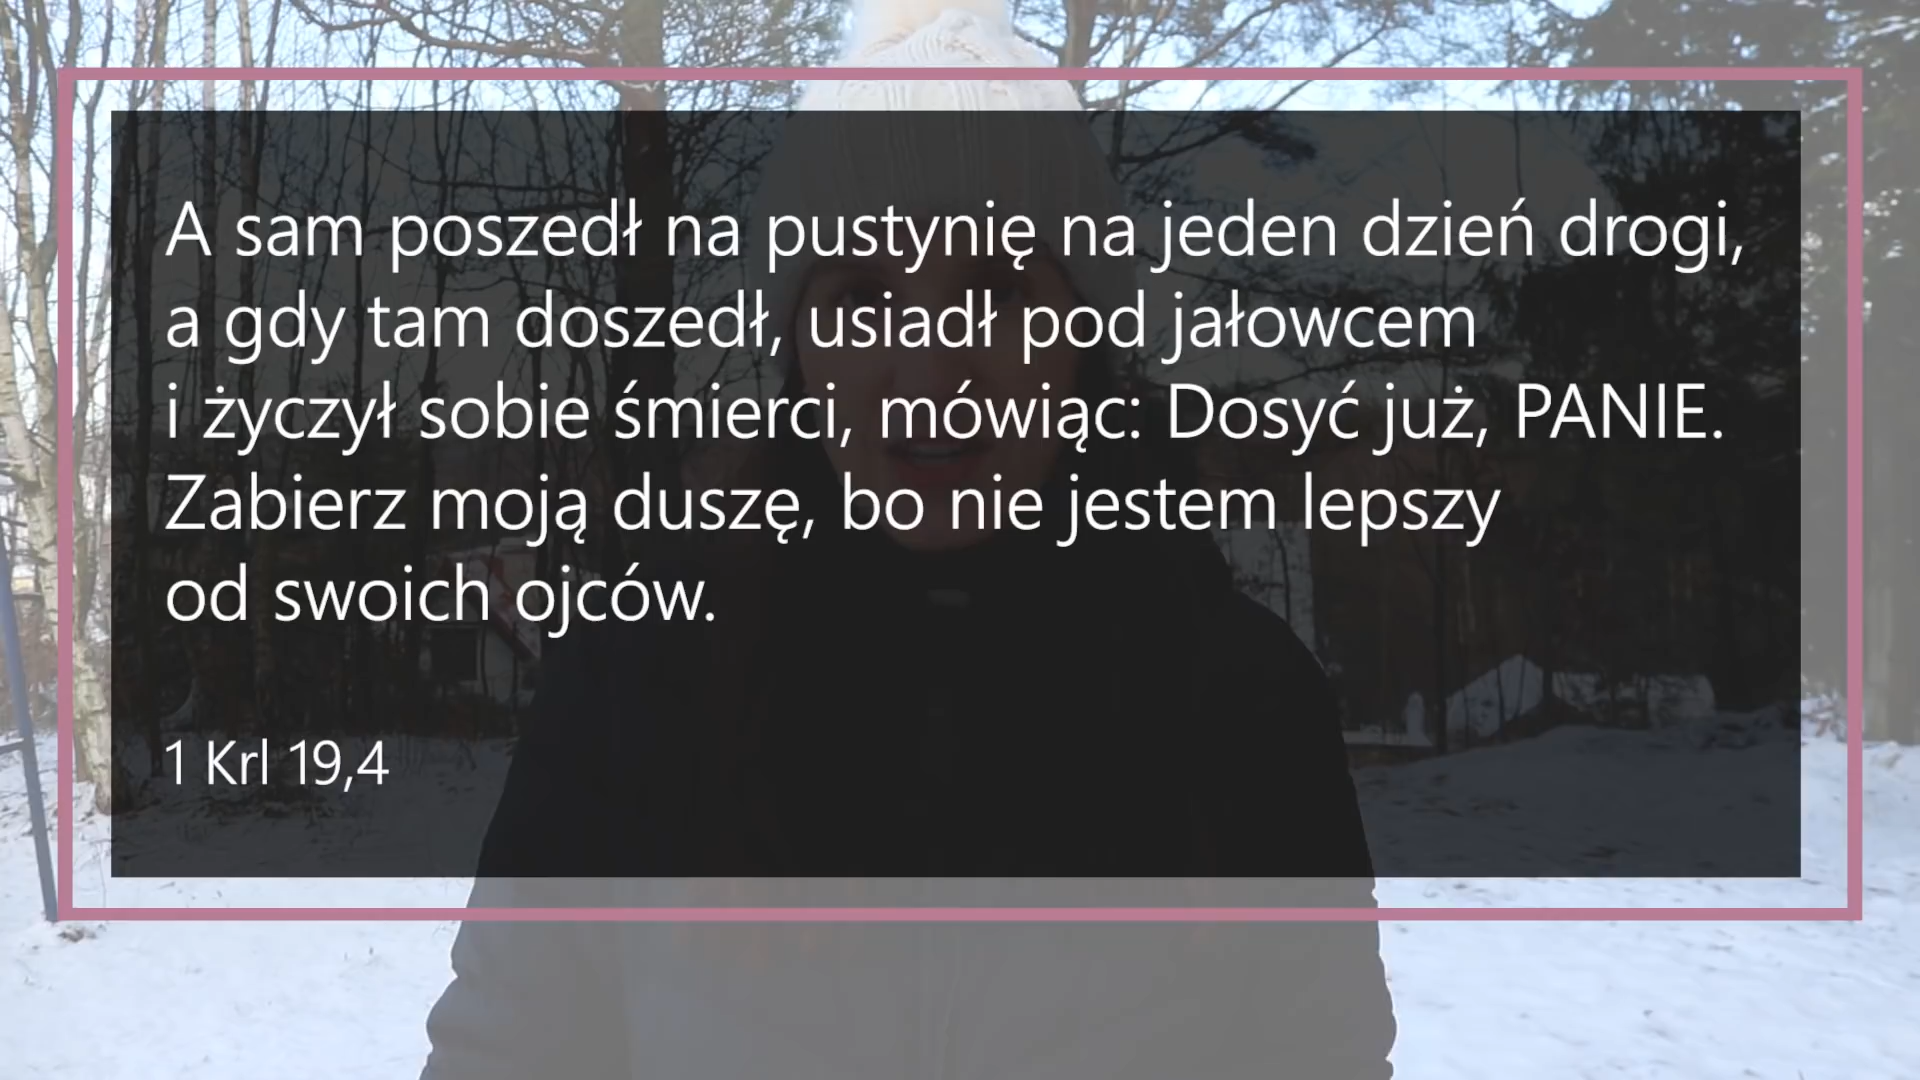 A sam poszedł na pustynię na jeden dzień drogi,
a gdy tam doszedł, usiadł pod jałowcem
i życzył sobie śmierci, mówiąc: Dosyć już, PANIE.
Zabierz moją duszę, bo nie jestem lepszy
od swoich ojców.
1 Krl 19,4